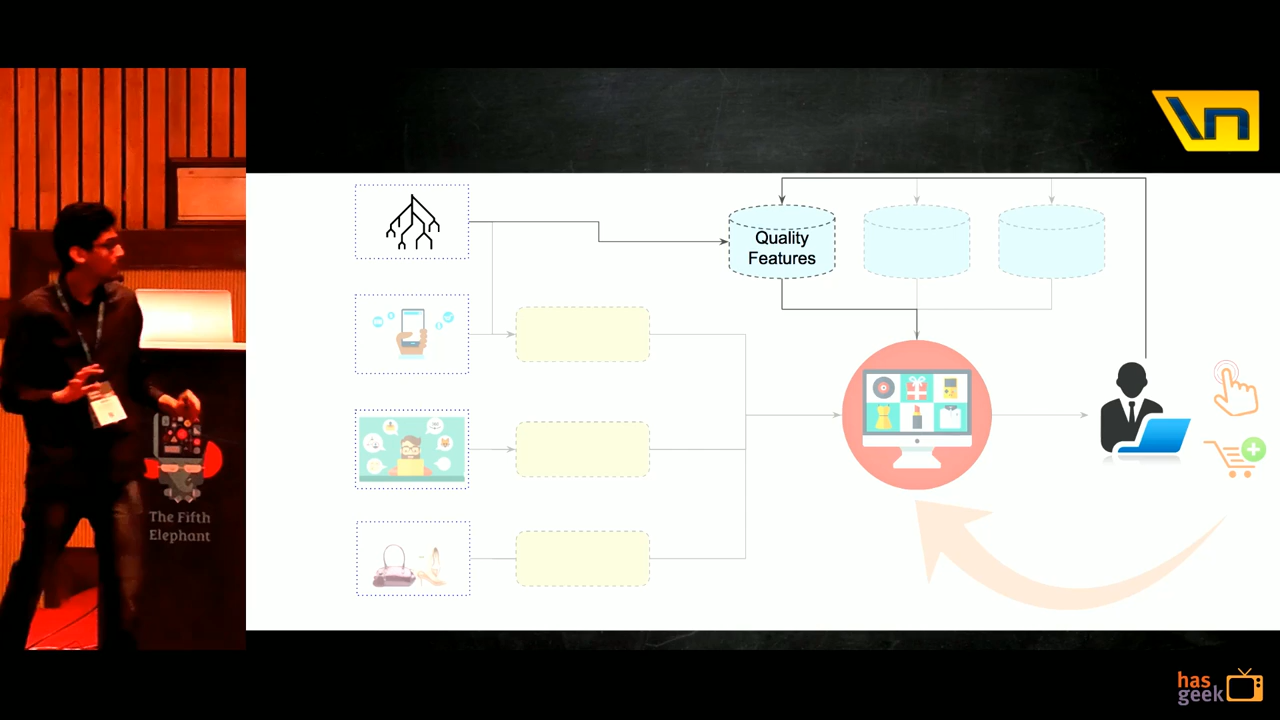 \n
Quality
Features
The Fifth
Elephant
has
geek